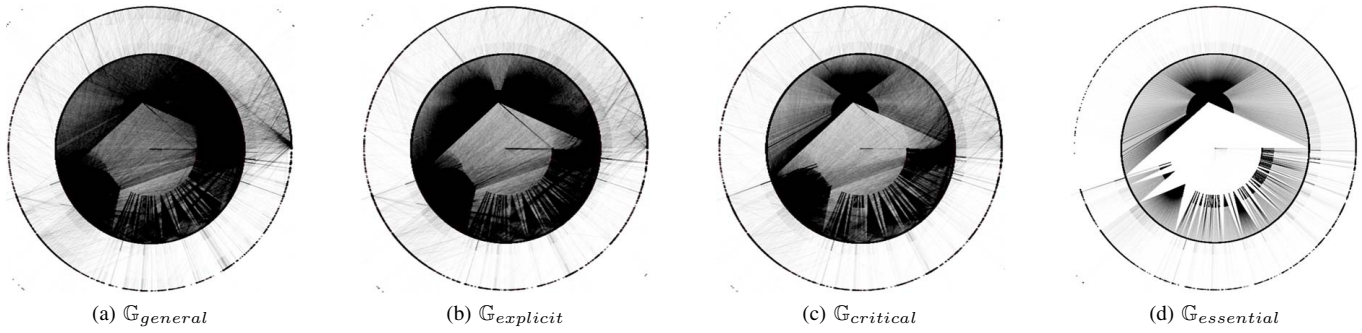 (a) 𝔾general
(b) 𝔾explicit
(c) 𝔾critical
(d) 𝔾essential